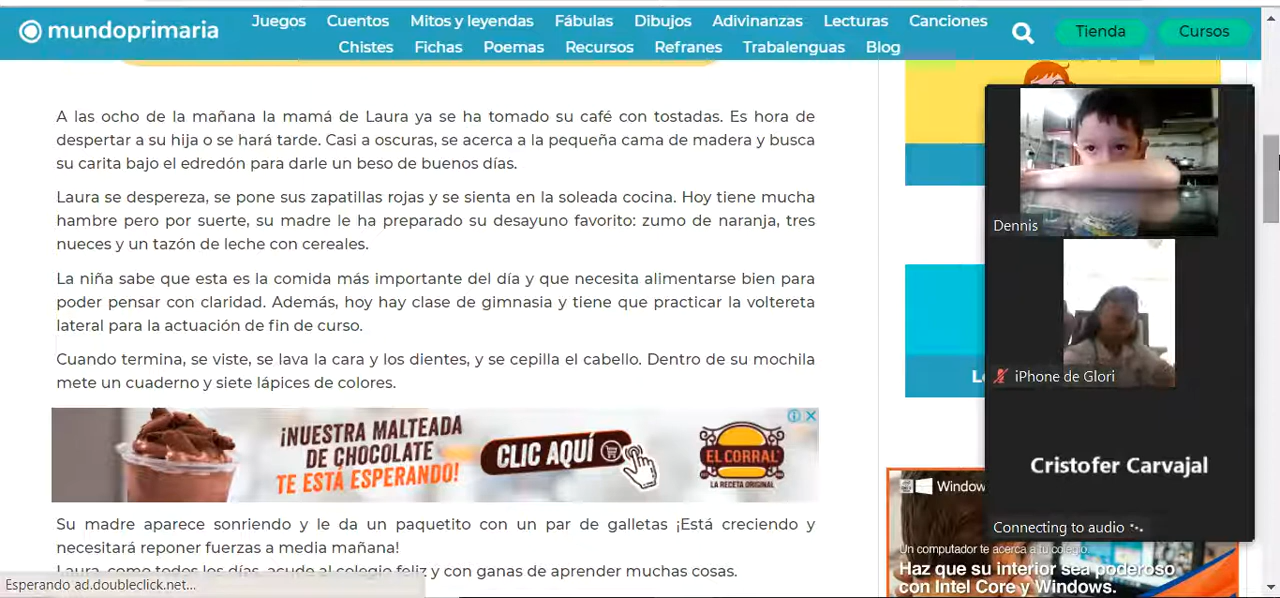 mundoprimaria
Juegos Cuentos Mitos y leyendas Fábulas Dibujos Adivinanzas Lecturas Canciones
Chistes Fichas Poemas Recursos Refranes Trabalenguas Blog
Tienda Cursos
A las ocho de la mañana la mamá de Laura ya se ha tomado su café con tostadas. Es hora de
despertar a su hija o se hará tarde. Casi a oscuras, se acerca a la pequeña cama de madera y busca
su carita bajo el edredón para darle un beso de buenos días.
Laura se despereza, se pone sus zapatillas rojas y se sienta en la soleada cocina. Hoy tiene mucha
hambre pero por suerte, su madre le ha preparado su desayuno favorito: zumo de naranja, tres
nueces y un tazón de leche con cereales.
La niña sabe que esta es la comida más importante del día y que necesita alimentarse bien para
poder pensar con claridad. Además, hoy hay clase de gimnasia y tiene que practicar la voltereta
lateral para la actuación de fin de curso.
Cuando termina, se viste, se lava la cara y los dientes, y se cepilla el cabello. Dentro de su mochila
mete un cuaderno y siete lápices de colores.
¡NUESTRA MALTEADA
DE CHOCOLATE
TE ESTÁ ESPERANDO!
CLIC AQUÍ
EL CORRAL
LA RECETA ORIGINAL
Su madre aparece sonriendo y le da un paquetito con un par de galletas ¡Está creciendo y
necesitará reponer fuerzas a media mañana!
Laura, como todos los días, acude al colegio feliz y con ganas de aprender muchas cosas.
Esperando ad.doubleclick.net...
Dennis
iPhone de Glori
Cristofer Carvajal
Connecting to audio
Window
Un computador te acerca a tu colegio.
Haz que su interior sea poderoso
con Intel Core y Windows.